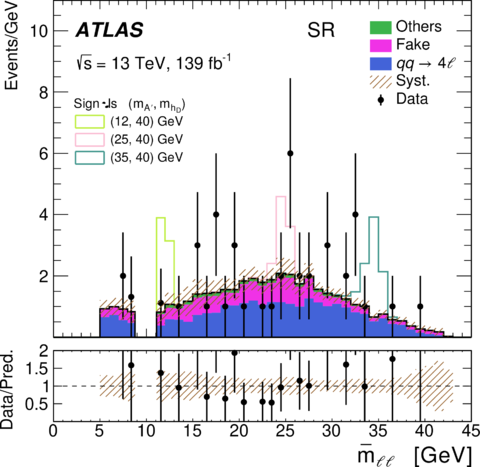 Events/GeV
10
8
6
4
2
ATLAS
SR
√s = 13 TeV, 139 fb⁻¹
Others
Fake
qq → 4ℓ
Syst.
Data
(m_A′, m_h_D)
(12, 40) GeV
(25, 40) GeV
(35, 40) GeV
Data/Pred.
2
1.5
1
0.5
0 5 10 15 20 25 30 35 40 45
m̅_ℓℓ [GeV]